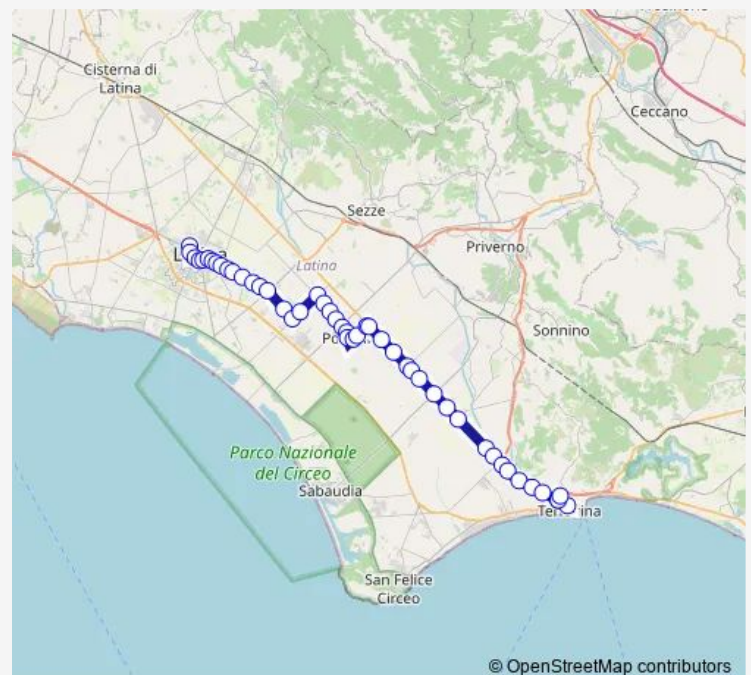 Cisterna di
Latina
Ceccano
Sezze
Priverno
Latina
Sonnino
Parco Nazionale
del Circeo
Sabaudia
San Felice
Circeo
© OpenStreetMap contributors